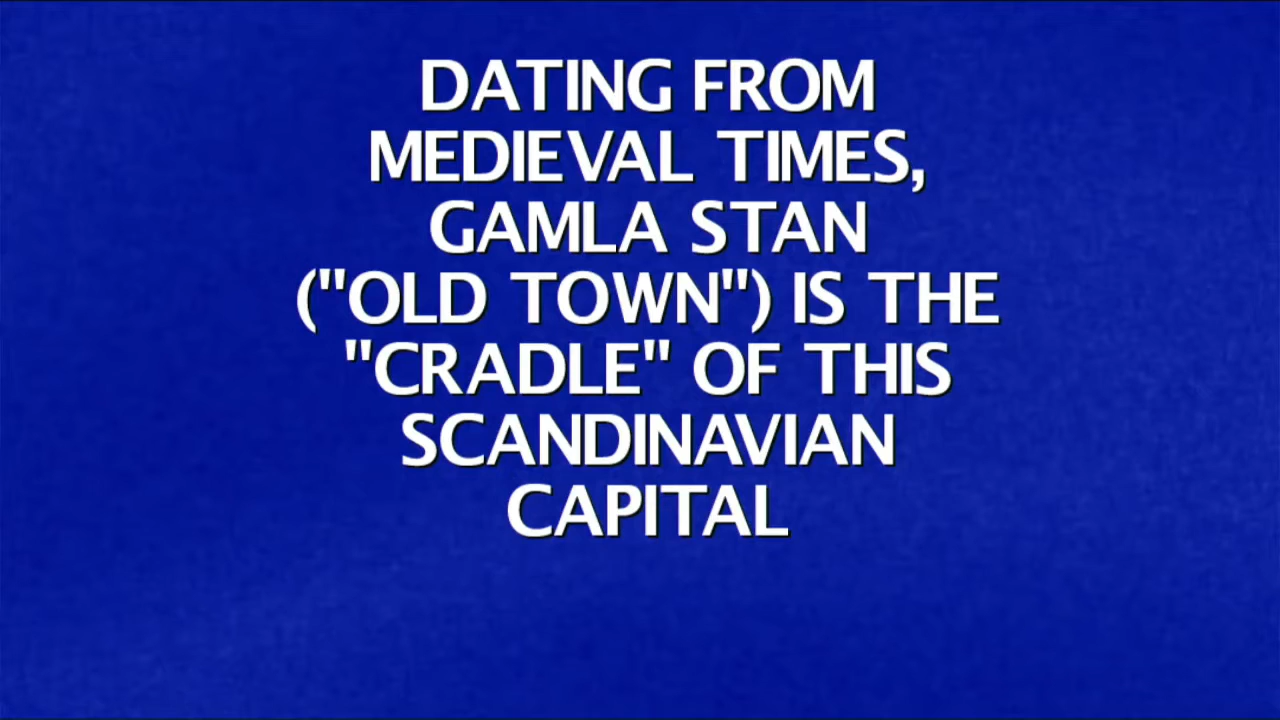 DATING FROM
MEDIEVAL TIMES,
GAMLA STAN
("OLD TOWN") IS THE
"CRADLE" OF THIS
SCANDINAVIAN
CAPITAL